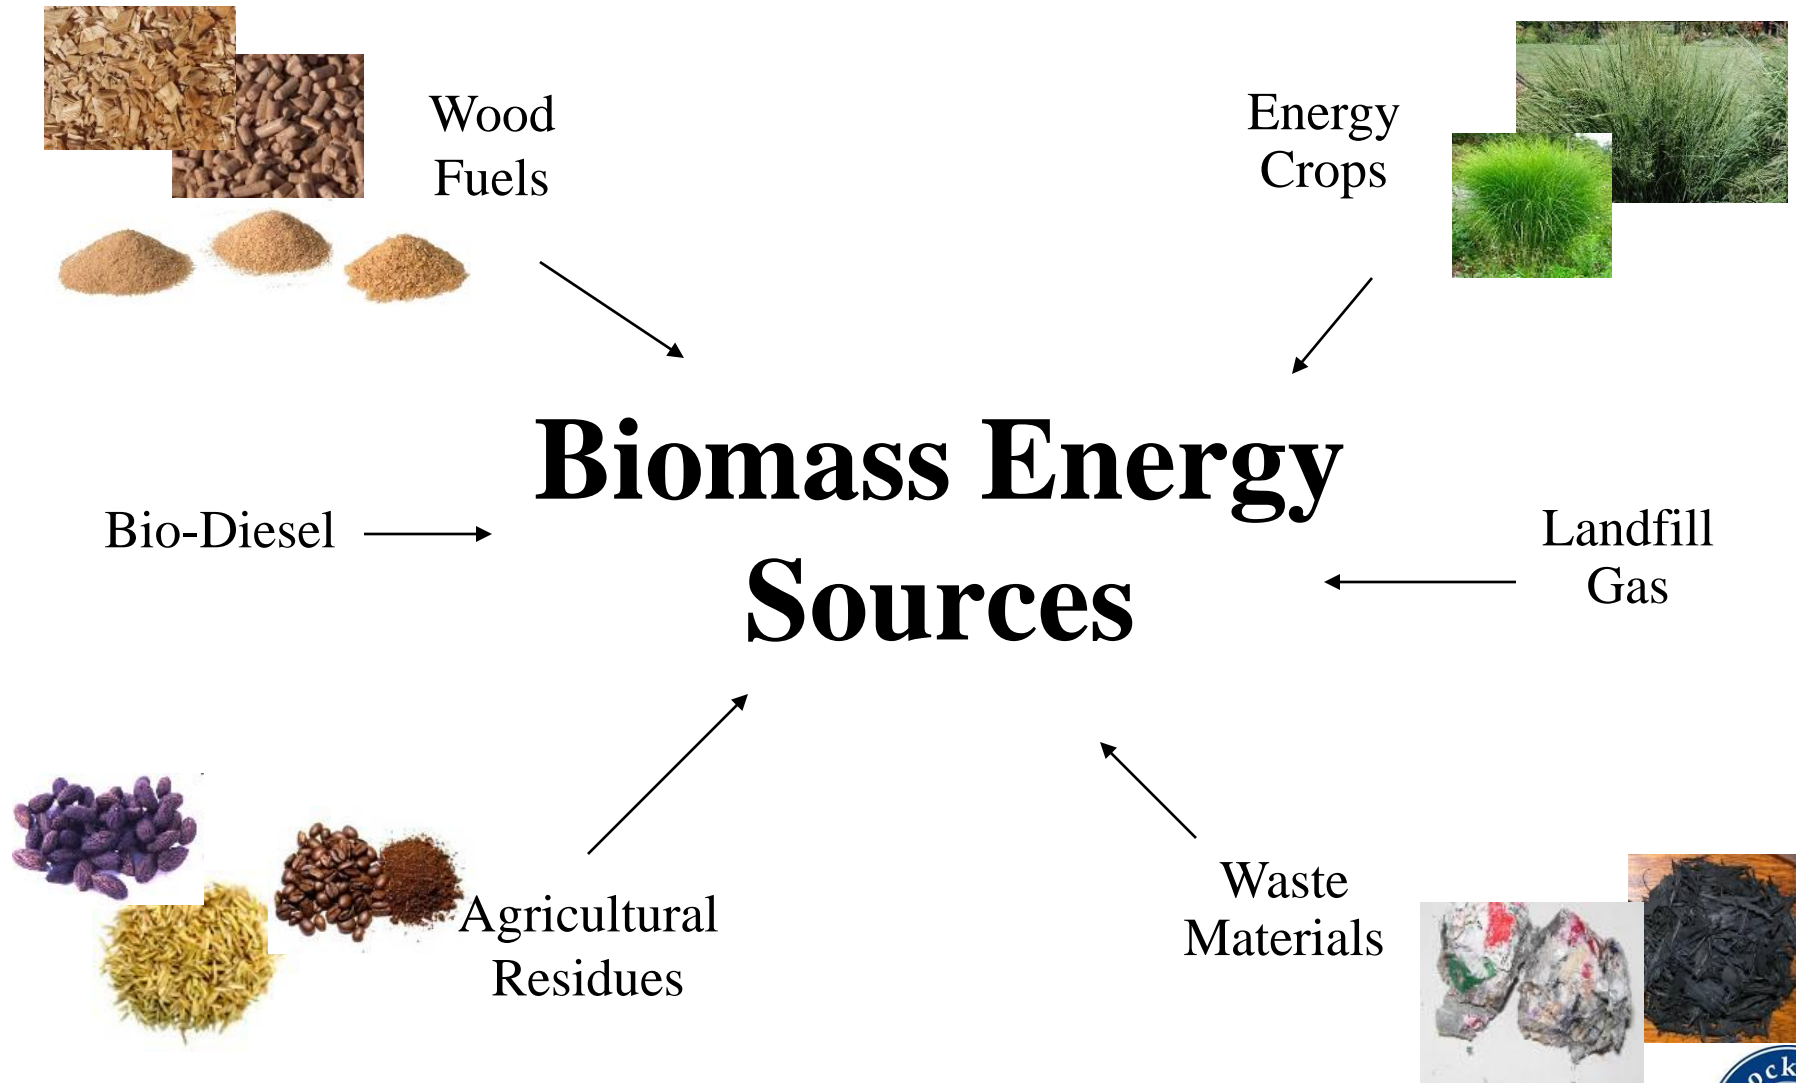 Wood
Fuels
Energy
Crops
Biomass Energy
Sources
Bio-Diesel
Landfill
Gas
Agricultural
Residues
Waste
Materials